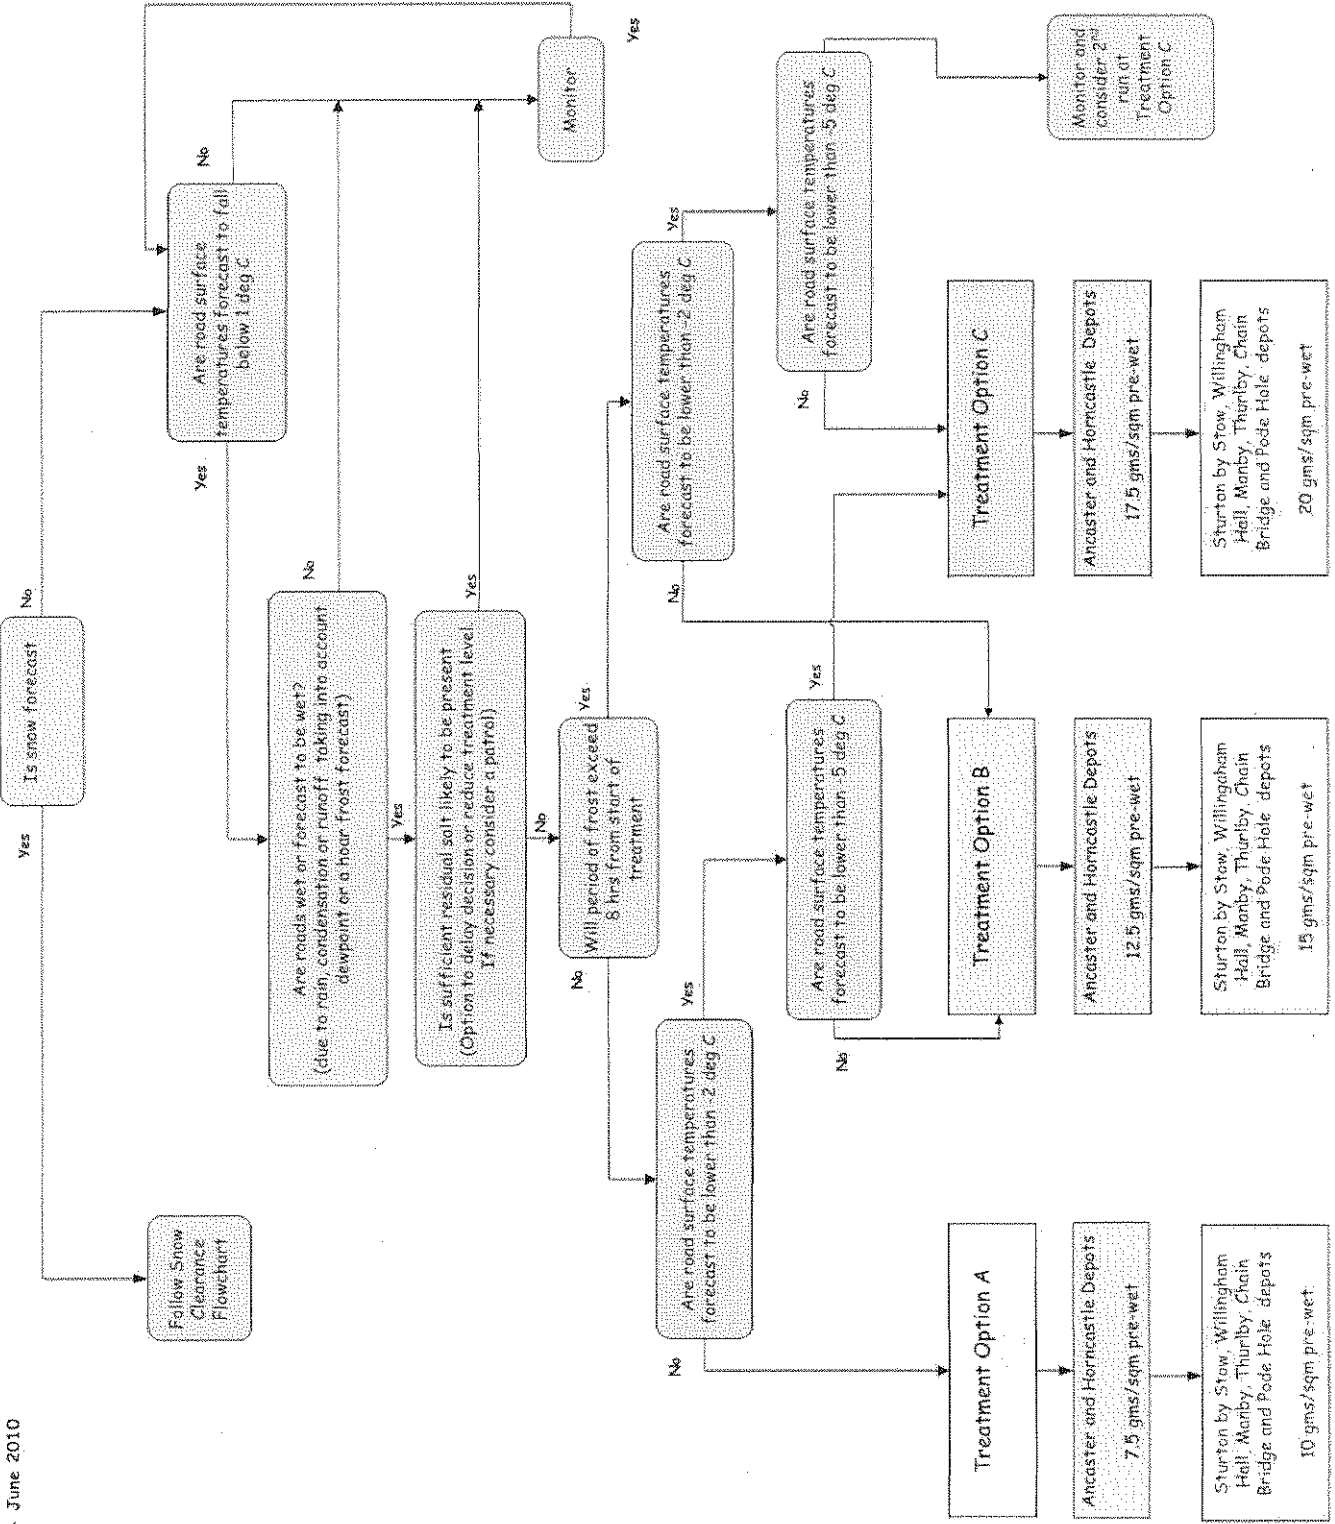 June 2010
Is snow forecast
Yes
No
Follow Snow
Clearance
Flowchart
Are road surface
temperatures forecast to fall
below 1 deg C
Yes
No
Are roads wet or forecast to be wet?
(due to rain, condensation or runoff taking into account
dewpoint or a hoar frost forecast)
No
Yes
Is sufficient residual salt likely to be present
(Option to delay decision or reduce treatment level.
If necessary consider a patrol)
Yes
No
Monitor
Yes
Will period of frost exceed
8 hrs from start of
treatment
No
Yes
Are road surface temperatures
forecast to be lower than -2 deg C
No
Yes
Are road surface temperatures
forecast to be lower than -2 deg C
No
Yes
Are road surface temperatures
forecast to be lower than -5 deg C
No
Yes
Are road surface temperatures
forecast to be lower than -5 deg C
No
Monitor and
consider 2nd
run at
Treatment
Option C
Treatment Option A
Ancaster and Horncastle Depots
7.5 gms/sqm pre-wet
Sturton by Stow, Willingham
Hall, Manby, Thurlby, Chain
Bridge and Pode Hole depots
10 gms/sqm pre-wet
Treatment Option B
Ancaster and Horncastle Depots
12.5 gms/sqm pre-wet
Sturton by Stow, Willingaham
Hall, Manby, Thurlby, Chain
Bridge and Pode Hole depots
15 gms/sqm pre-wet
Treatment Option C
Ancaster and Horncastle Depots
17.5 gms/sqm pre-wet
Sturton by Stow, Willingham
Hall, Manby, Thurlby, Chain
Bridge and Pode Hole depots
20 gms/sqm pre-wet